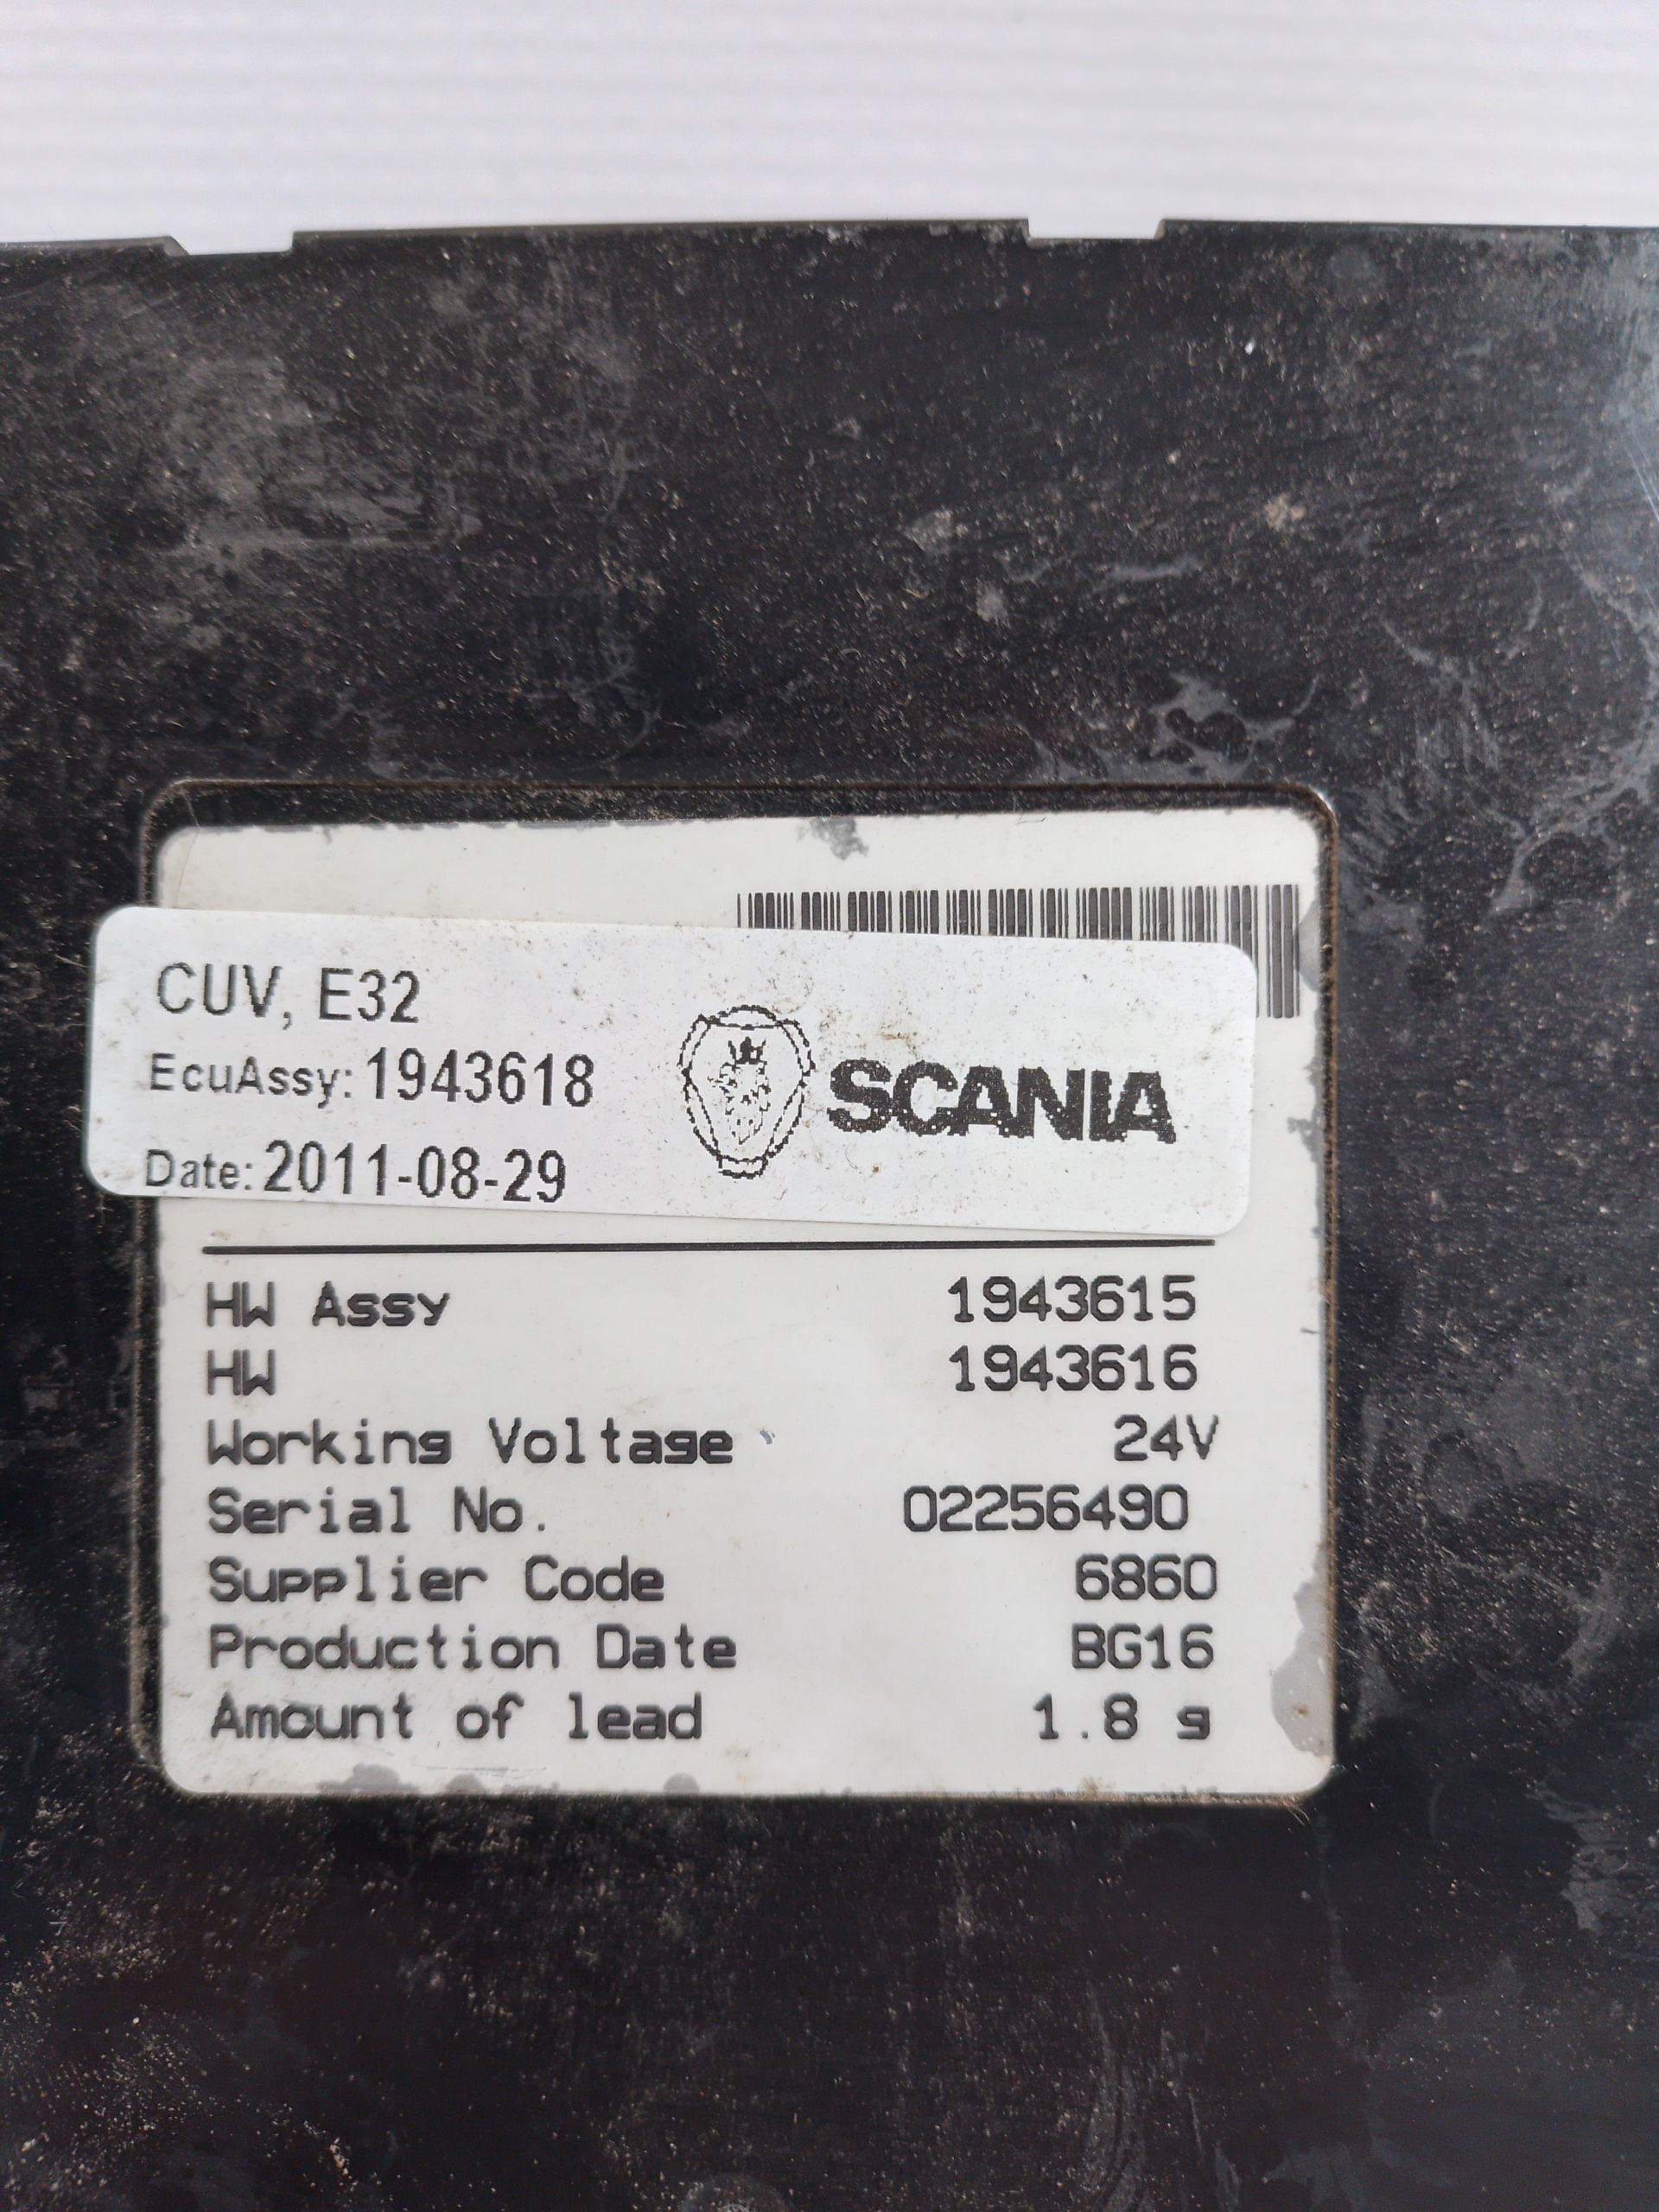 CUV, E32
EcuAssy: 1943618
Date: 2011-08-29
SCANIA
HW Assy 1943615
HW 1943616
Working Voltage 24V
Serial No. 02256490
Supplier Code 6860
Production Date BG16
Amount of lead 1.8 g